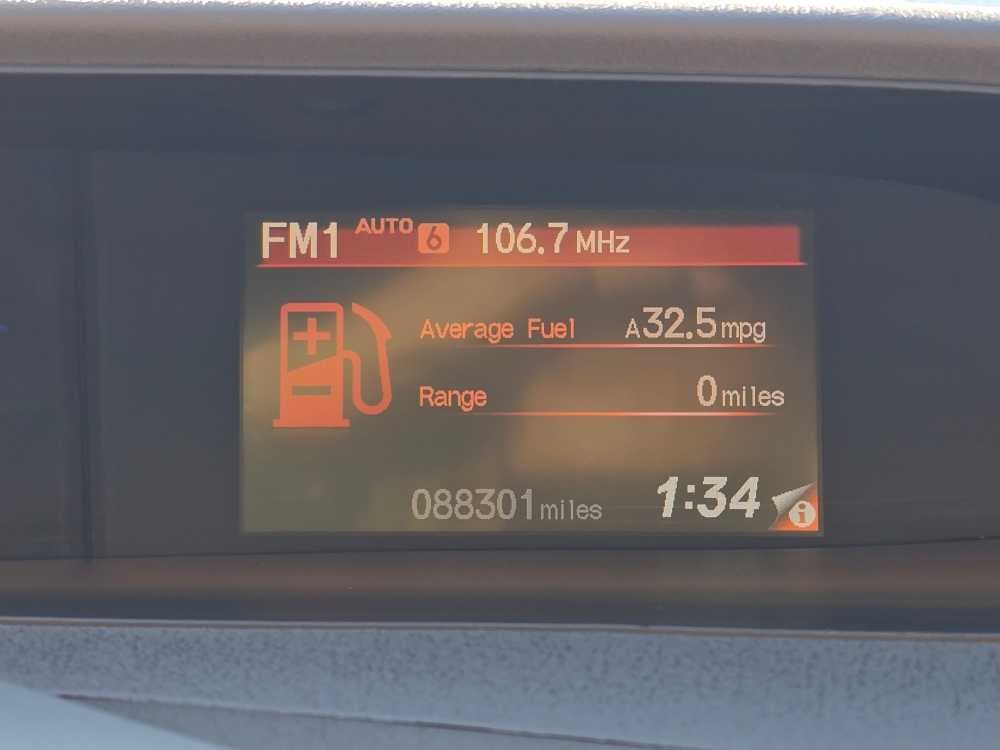 FM1 AUTO 6 106.7 MHz
Average Fuel A32.5 mpg
Range 0 miles
088301 miles 1:34 i